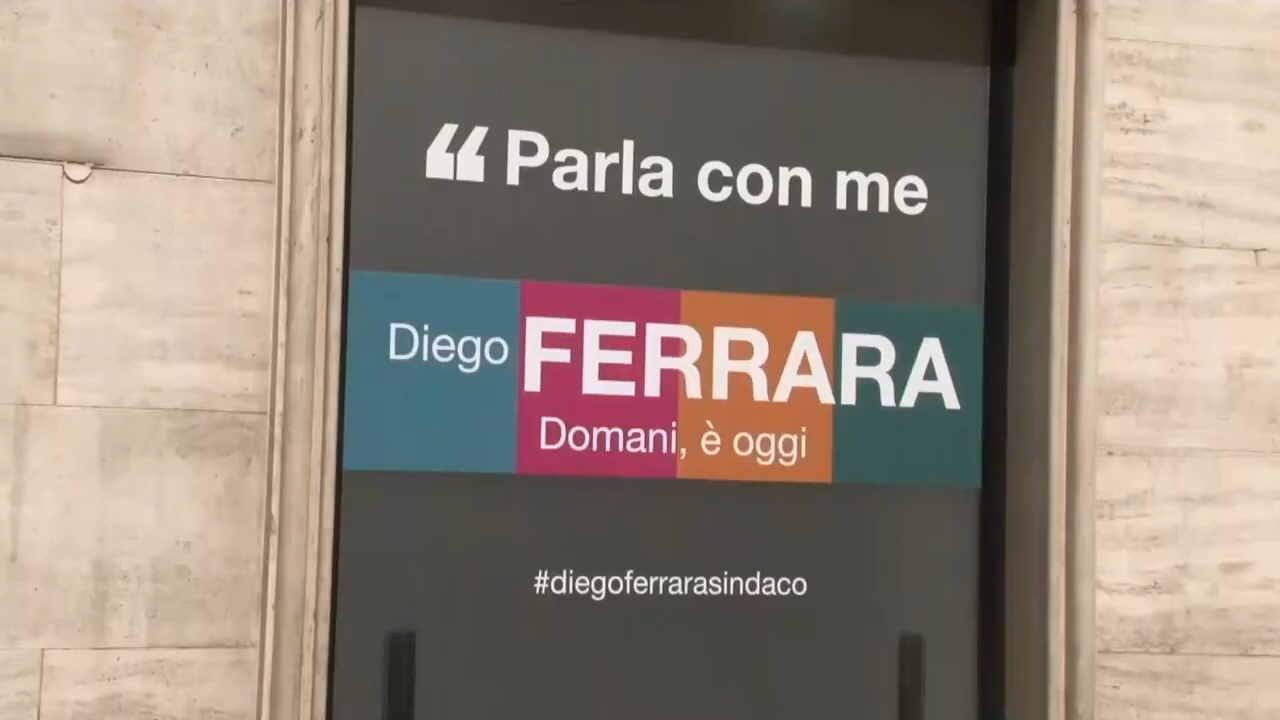 “Parla con me
Diego FERRARA
Domani, è oggi
#diegoferrarasindaco